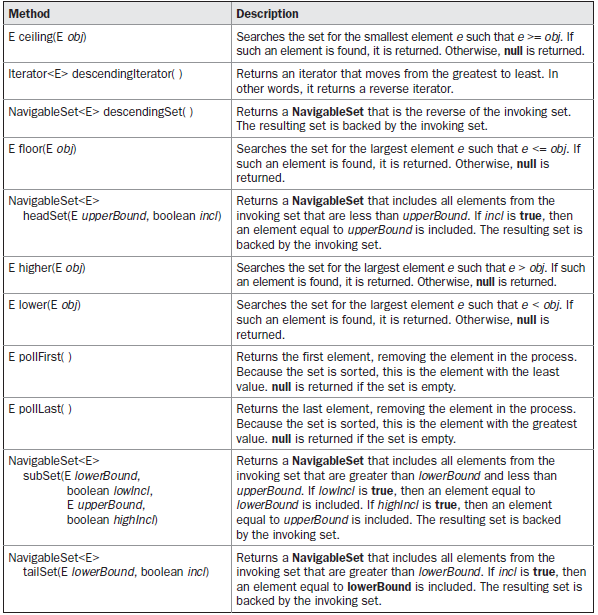 Method Description
E ceiling(E obj) Searches the set for the smallest element e such that e >= obj. If
such an element is found, it is returned. Otherwise, null is returned.
Iterator<E> descendingIterator( ) Returns an iterator that moves from the greatest to least. In
other words, it returns a reverse iterator.
NavigableSet<E> descendingSet( ) Returns a NavigableSet that is the reverse of the invoking set.
The resulting set is backed by the invoking set.
E floor(E obj) Searches the set for the largest element e such that e <= obj. If
such an element is found, it is returned. Otherwise, null is
returned.
NavigableSet<E> Returns a NavigableSet that includes all elements from the
headSet(E upperBound, boolean incl) invoking set that are less than upperBound. If incl is true, then
an element equal to upperBound is included. The resulting set is
backed by the invoking set.
E higher(E obj) Searches the set for the largest element e such that e > obj. If such
an element is found, it is returned. Otherwise, null is returned.
E lower(E obj) Searches the set for the largest element e such that e < obj. If
such an element is found, it is returned. Otherwise, null is
returned.
E pollFirst( ) Returns the first element, removing the element in the process.
Because the set is sorted, this is the element with the least
value. null is returned if the set is empty.
E pollLast( ) Returns the last element, removing the element in the process.
Because the set is sorted, this is the element with the greatest
value. null is returned if the set is empty.
NavigableSet<E> Returns a NavigableSet that includes all elements from the
subSet(E lowerBound, invoking set that are greater than lowerBound and less than
boolean lowIncl, upperBound. If lowIncl is true, then an element equal to
E upperBound, lowerBound is included. If highIncl is true, then an element
boolean highIncl) equal to upperBound is included. The resulting set is backed
by the invoking set.
NavigableSet<E> Returns a NavigableSet that includes all elements from the
tailSet(E lowerBound, boolean incl) invoking set that are greater than lowerBound. If incl is true, then
an element equal to lowerBound is included. The resulting set is
backed by the invoking set.